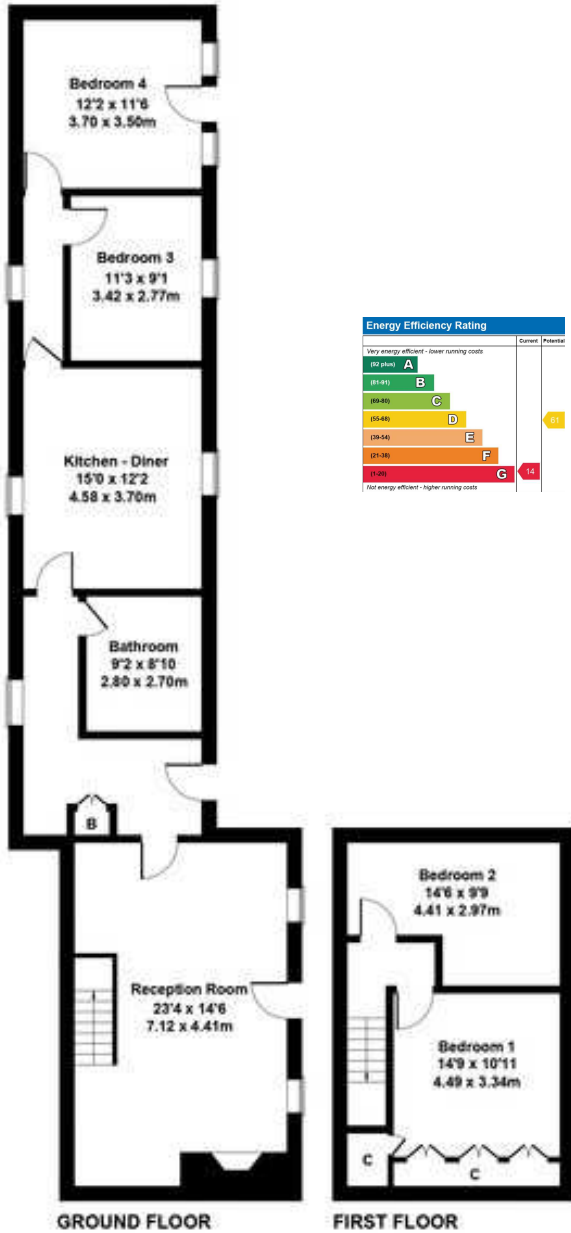 Bedroom 4
12'2 x 11'6
3.70 x 3.50m
Bedroom 3
11'3 x 9'1
3.42 x 2.77m
Kitchen - Diner
15'0 x 12'2
4.58 x 3.70m
Bathroom
9'2 x 8'10
2.80 x 2.70m
B
Reception Room
23'4 x 14'6
7.12 x 4.41m
GROUND FLOOR
Energy Efficiency Rating
Current Potential
Very energy efficient - lower running costs
(92 plus) A
(81-91) B
(69-80) C
(55-68) D
61
(39-54) E
(21-38) F
(1-20) G
14
Not energy efficient - higher running costs
Bedroom 2
14'6 x 9'9
4.41 x 2.97m
Bedroom 1
14'9 x 10'11
4.49 x 3.34m
C
C
FIRST FLOOR